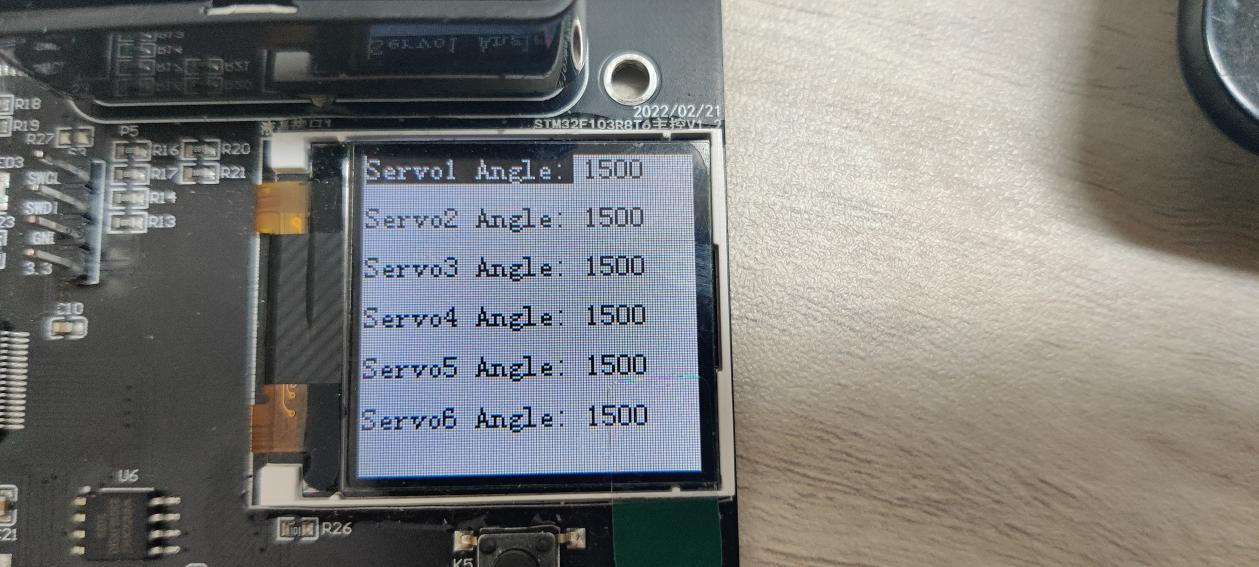 2022/02/21
R18
R19
R27
P5
R16
R20
R17
R21
R14
R13
SWCL
SWDI
3.3
C10
U6
R26
K5
Servo1 Angle: 1500
Servo2 Angle: 1500
Servo3 Angle: 1500
Servo4 Angle: 1500
Servo5 Angle: 1500
Servo6 Angle: 1500